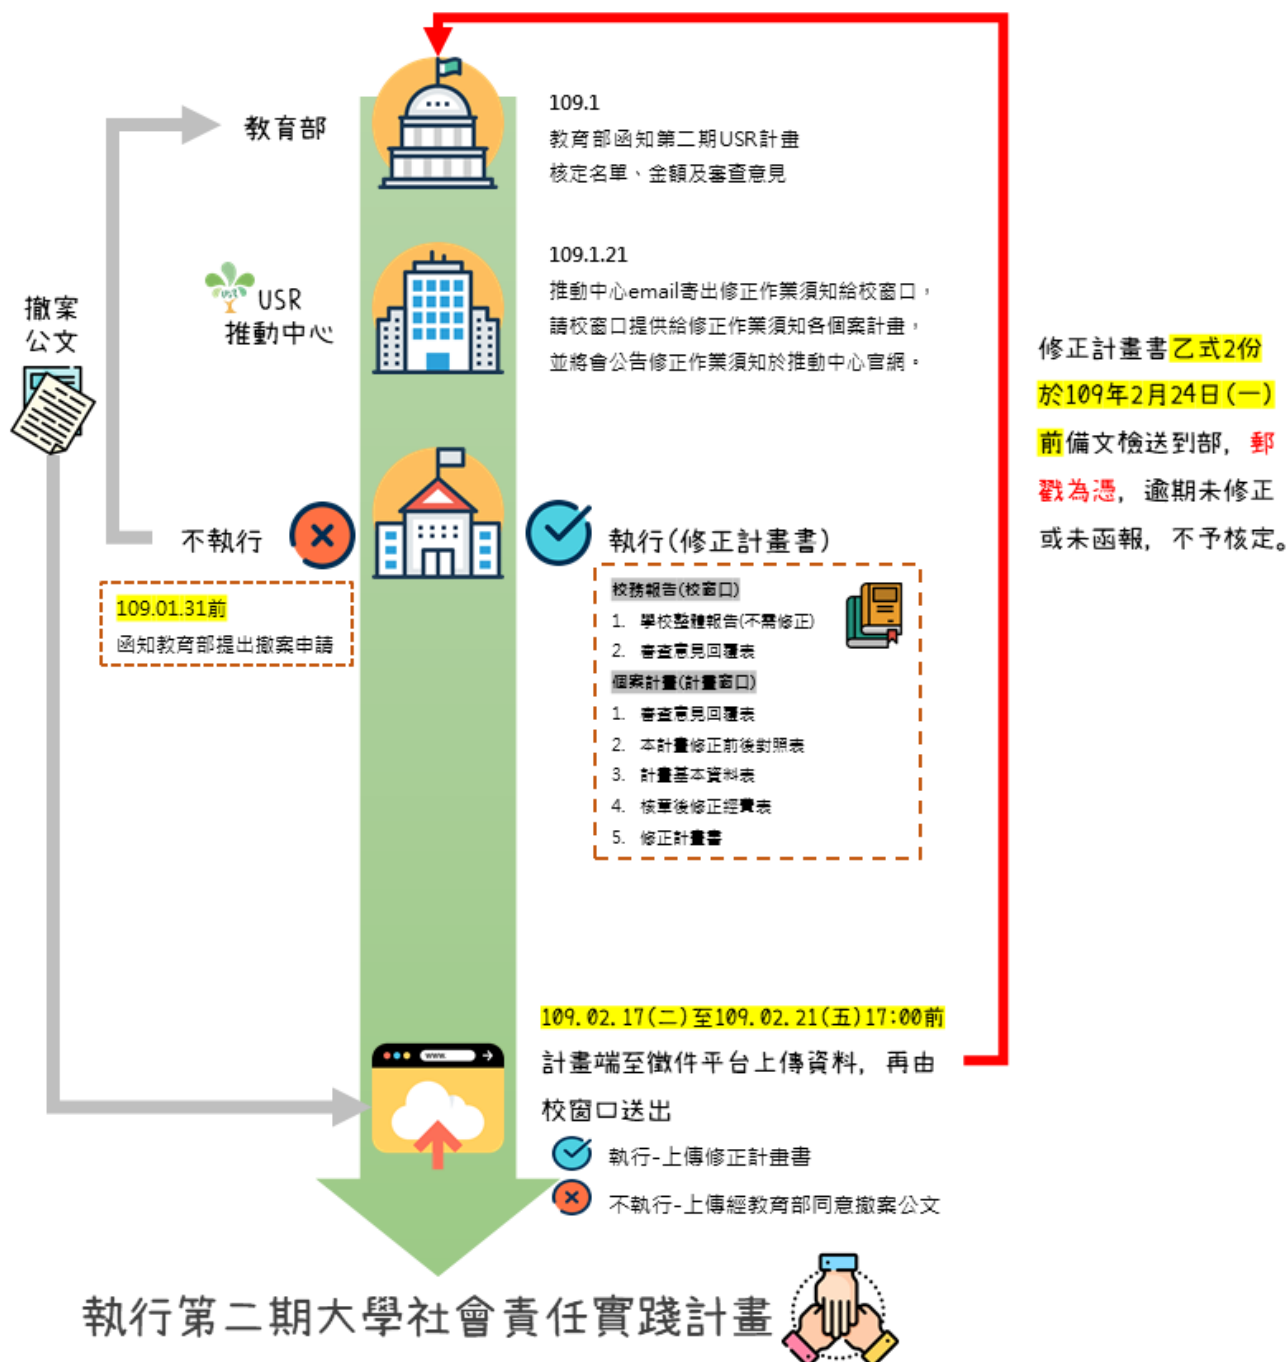 教育部
109.1
教育部函知第二期USR計畫
核定名單、金額及審查意見
USR
USR
推動中心
109.1.21
推動中心email寄出修正作業須知給校窗口，
請校窗口提供給修正作業須知各個案計畫，
並將會公告修正作業須知於推動中心官網。
撤案
公文
不執行
109.01.31前
函知教育部提出撤案申請
執行(修正計畫書)
校務報告(校窗口)
1. 學校整體報告(不需修正)
2. 審查意見回覆表
個案計畫(計畫窗口)
1. 審查意見回覆表
2. 本計畫修正前後對照表
3. 計畫基本資料表
4. 核章後修正經費表
5. 修正計畫書
修正計畫書乙式2份
於109年2月24日(一)
前備文檢送到部, 郵
戳為憑, 逾期未修正
或未函報, 不予核定。
www.
109.02.17(二)至109.02.21(五)17:00前
計畫端至徵件平台上傳資料, 再由
校窗口送出
執行-上傳修正計畫書
不執行-上傳經教育部同意撤案公文
執行第二期大學社會責任實踐計畫